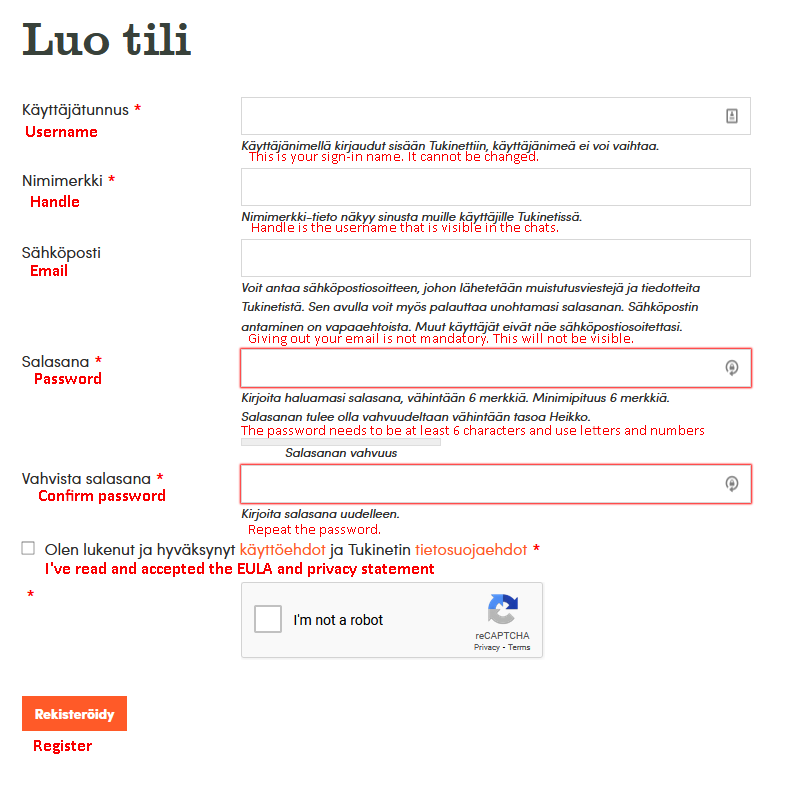 Luo tili
Käyttäjätunnus *
Username
Käyttäjänimellä kirjaudut sisään Tukinettiin, käyttäjänimeä ei voi vaihtaa.
This is your sign-in name. It cannot be changed.
Nimimerkki *
Handle
Nimimerkki-tieto näkyy sinusta muille käyttäjille Tukinetissä.
Handle is the username that is visible in the chats.
Sähköposti
Email
Voit antaa sähköpostiosoitteen, johon lähetetään muistutusviestejä ja tiedotteita
Tukinetistä. Sen avulla voit myös palauttaa unohtamasi salasanan. Sähköpostin
antaminen on vapaaehtoista. Muut käyttäjät eivät näe sähköpostiosoitettasi.
Giving out your email is not mandatory. This will not be visible.
Salasana *
Password
Kirjoita haluamasi salasana, vähintään 6 merkkiä. Minimipituus 6 merkkiä.
Salasanan tulee olla vahvuudeltaan vähintään tasoa Heikko.
The password needs to be at least 6 characters and use letters and numbers
Salasanan vahvuus
Vahvista salasana *
Confirm password
Kirjoita salasana uudelleen.
Repeat the password.
Olen lukenut ja hyväksynyt käyttöehdot ja Tukinetin tietosuojaehdot *
I've read and accepted the EULA and privacy statement
*
I'm not a robot
reCAPTCHA
Privacy - Terms
Rekisteröidy
Register